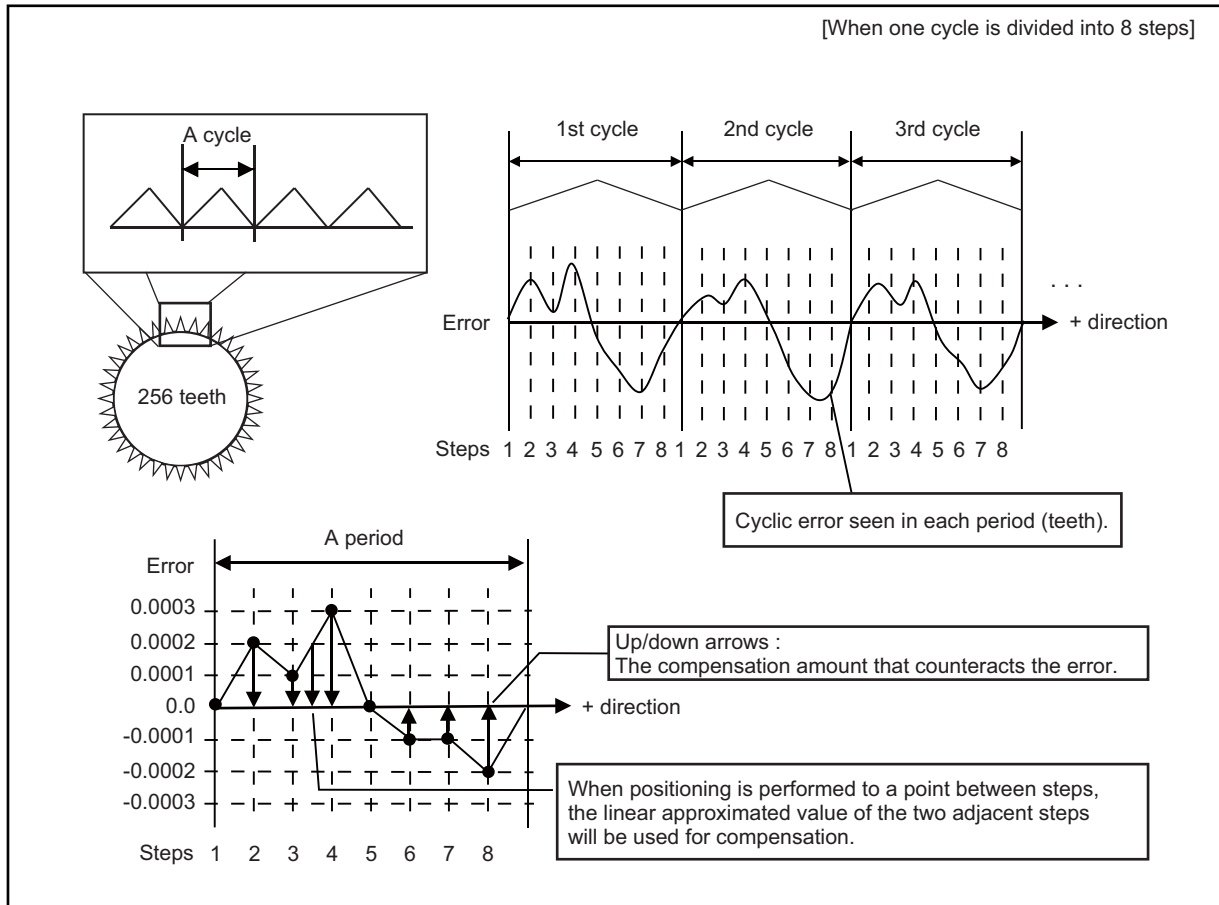 [When one cycle is divided into 8 steps]
A cycle
256 teeth
1st cycle 2nd cycle 3rd cycle
. . .
Error
+ direction
Steps 1 2 3 4 5 6 7 8 1 2 3 4 5 6 7 8 1 2 3 4 5 6 7 8
Cyclic error seen in each period (teeth).
A period
Error
0.0003
0.0002
0.0001
0.0
-0.0001
-0.0002
-0.0003
+ direction
Steps 1 2 3 4 5 6 7 8
Up/down arrows :
The compensation amount that counteracts the error.
When positioning is performed to a point between steps,
the linear approximated value of the two adjacent steps
will be used for compensation.